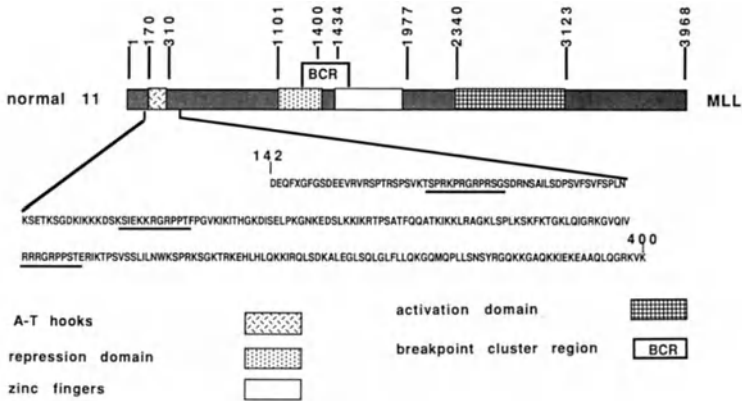 1 170 310 1101 1400 1434 1977 2340 3123 3968
BCR
normal 11 MLL
142
DEQFXGFGSDEEVRVRSPTRSPSVKTSPRKPRGRPRSGSDRNSAILSDPSVFSVFSPLN
KSETKSGDKIKKKDSKSIEKKRGRPPTFPGVKIKITHGKDISELPKGNKEDSLKKIKRTPSATFQQATKIKKLRAGKLSPLKSKFKTGKLQIGRKGVQIV
RRRGRPPSTERIKTPSVSSLILNWKSPRKSGKTRKEHLHLQKKIRQLSDKALEGLSQLGLFLLQKGQMQPLLSNSYRGQKKGAQKKIEKEAAQLQGRKVK
400
A-T hooks
repression domain
zinc fingers
activation domain
breakpoint cluster region BCR